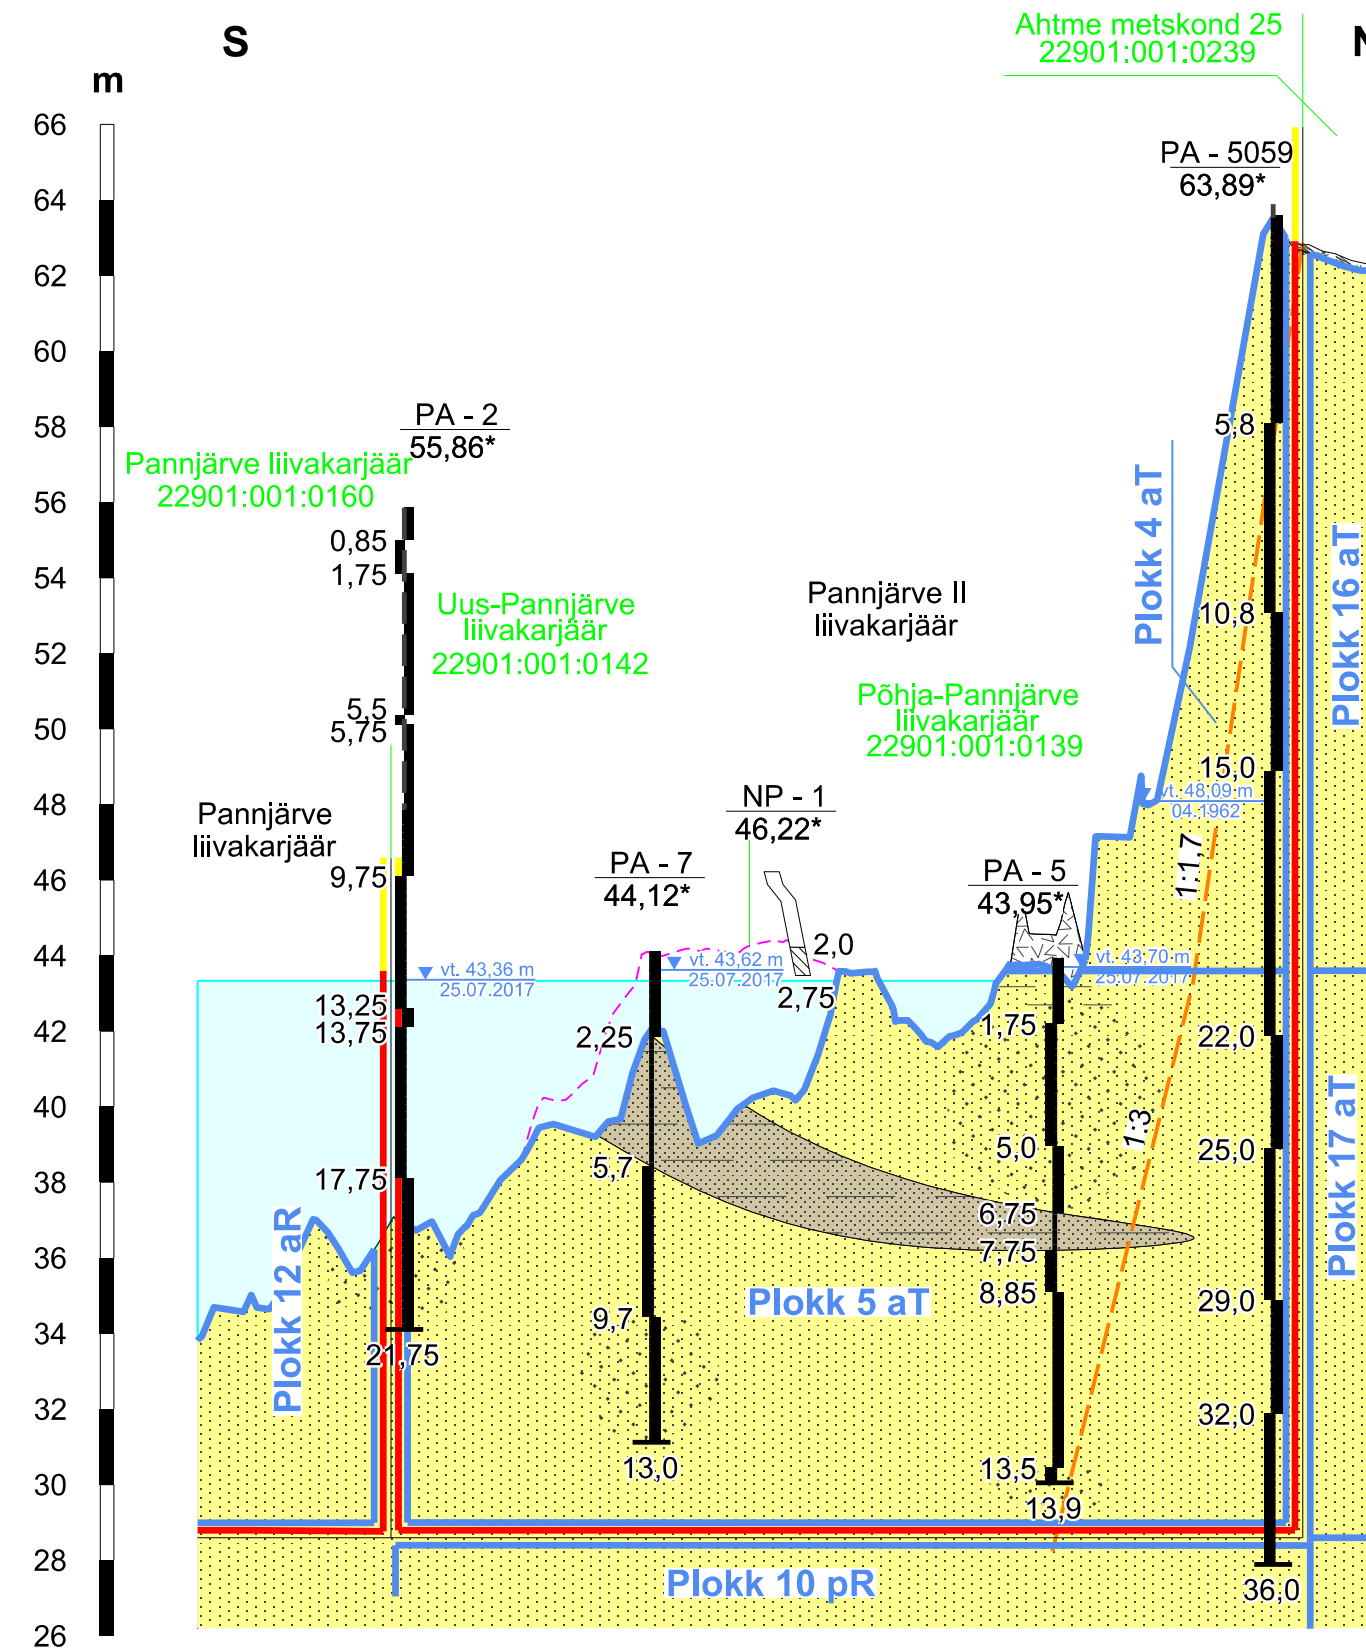 S
Ahtme metskond 25
22901:001:0239
m
66
PA - 5059
63,89*
64
62
60
58
PA - 2
55,86*
5,8
Pannjärve liivakarjäär
22901:001:0160
56
0,85
1,75
54
Plokk 4 aT
Plokk 16 aT
Uus-Pannjärve
liivakarjäär
22901:001:0142
Pannjärve II
liivakarjäär
10,8
52
5,5
5,75
50
Põhja-Pannjärve
liivakarjäär
22901:001:0139
15,0
vt. 48,09 m
04.1962
48
Pannjärve
liivakarjäär
NP - 1
46,22*
9,75
46
PA - 7
44,12*
PA - 5
43,95*
1:1,7
2,0
44
vt. 43,36 m
25.07.2017
vt. 43,62 m
25.07.2017
vt. 43,70 m
25.07.2017
2,75
13,25
13,75
42
2,25
1,75
22,0
40
1:3
5,0
25,0
5,7
17,75
38
6,75
Plokk 17 aT
Plokk 12 aR
36
7,75
8,85
Plokk 5 aT
29,0
9,7
34
21,75
32
32,0
13,0
13,5
30
13,9
28
Plokk 10 pR
36,0
26